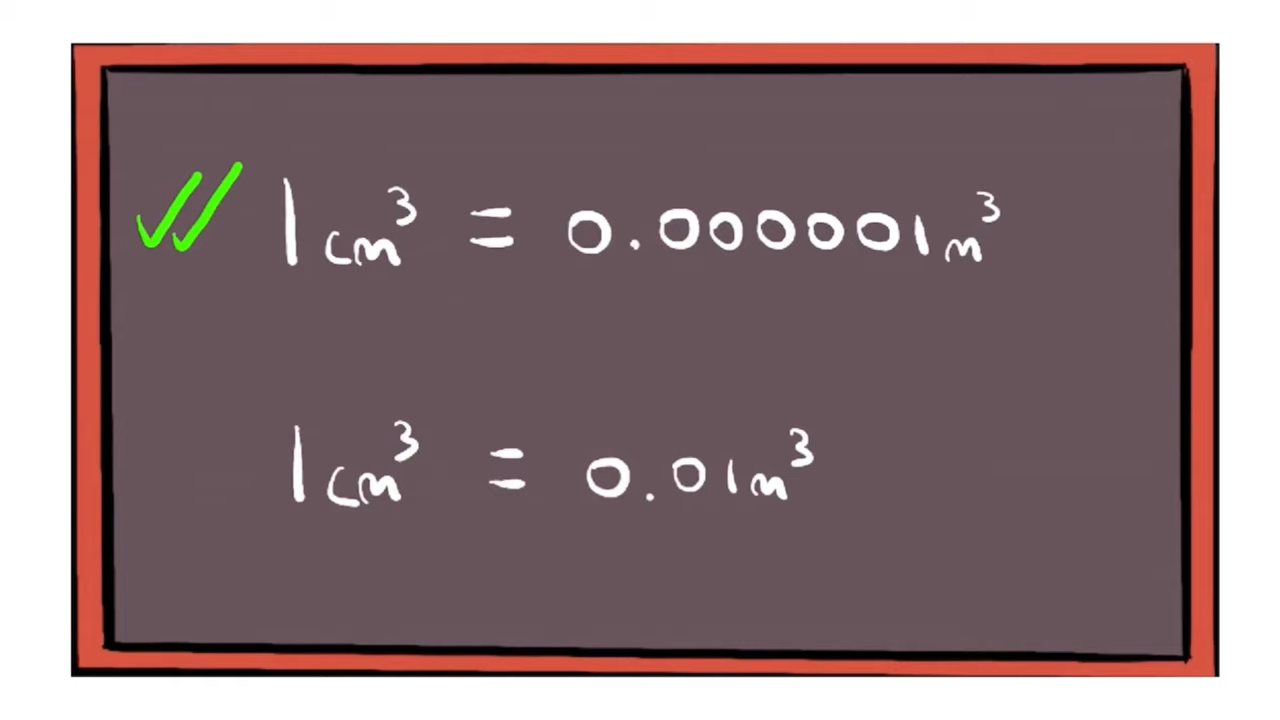 1cm³ = 0.000001m³
1cm³ = 0.01m³